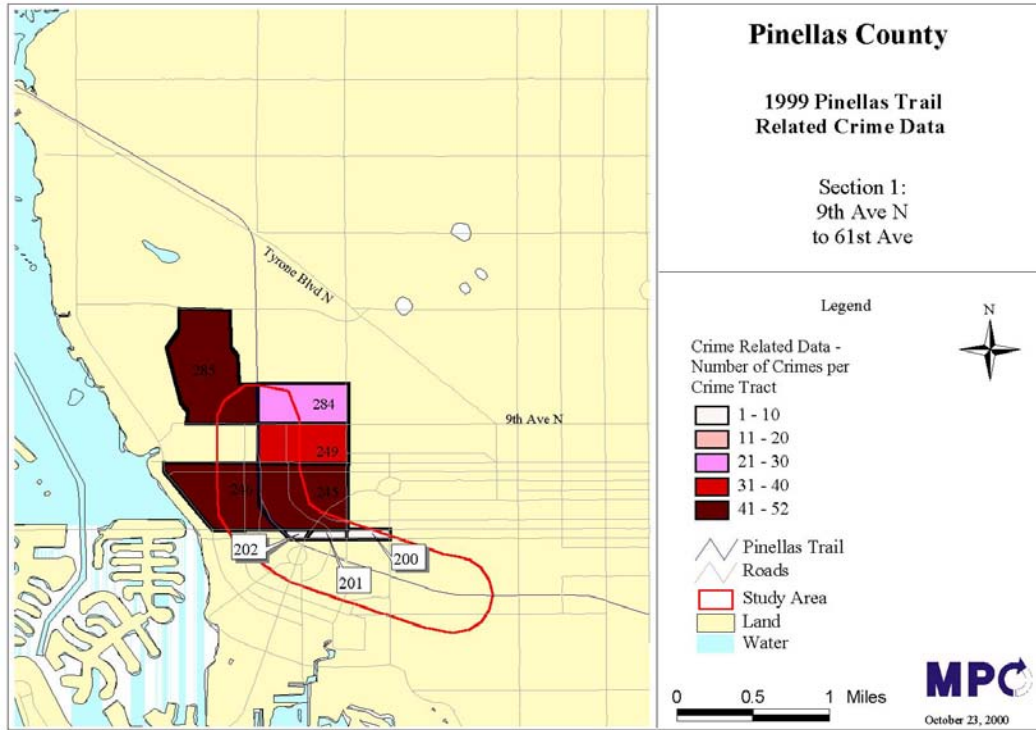 Pinellas County
1999 Pinellas Trail
Related Crime Data
Section 1:
9th Ave N
to 61st Ave
Tyrone Blvd N
285
284
9th Ave N
249
246
245
202
201
200
Legend
N
Crime Related Data -
Number of Crimes per
Crime Tract
1 - 10
11 - 20
21 - 30
31 - 40
41 - 52
Pinellas Trail
Roads
Study Area
Land
Water
0 0.5 1 Miles
MPO
October 23, 2000